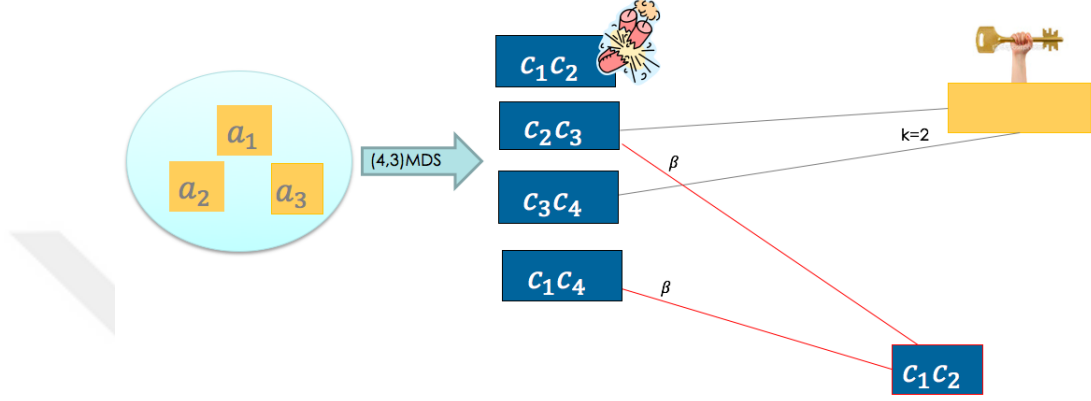 a₁
a₂
a₃
(4,3)MDS
c₁c₂
c₂c₃
c₃c₄
c₁c₄
β
β
k=2
c₁c₂